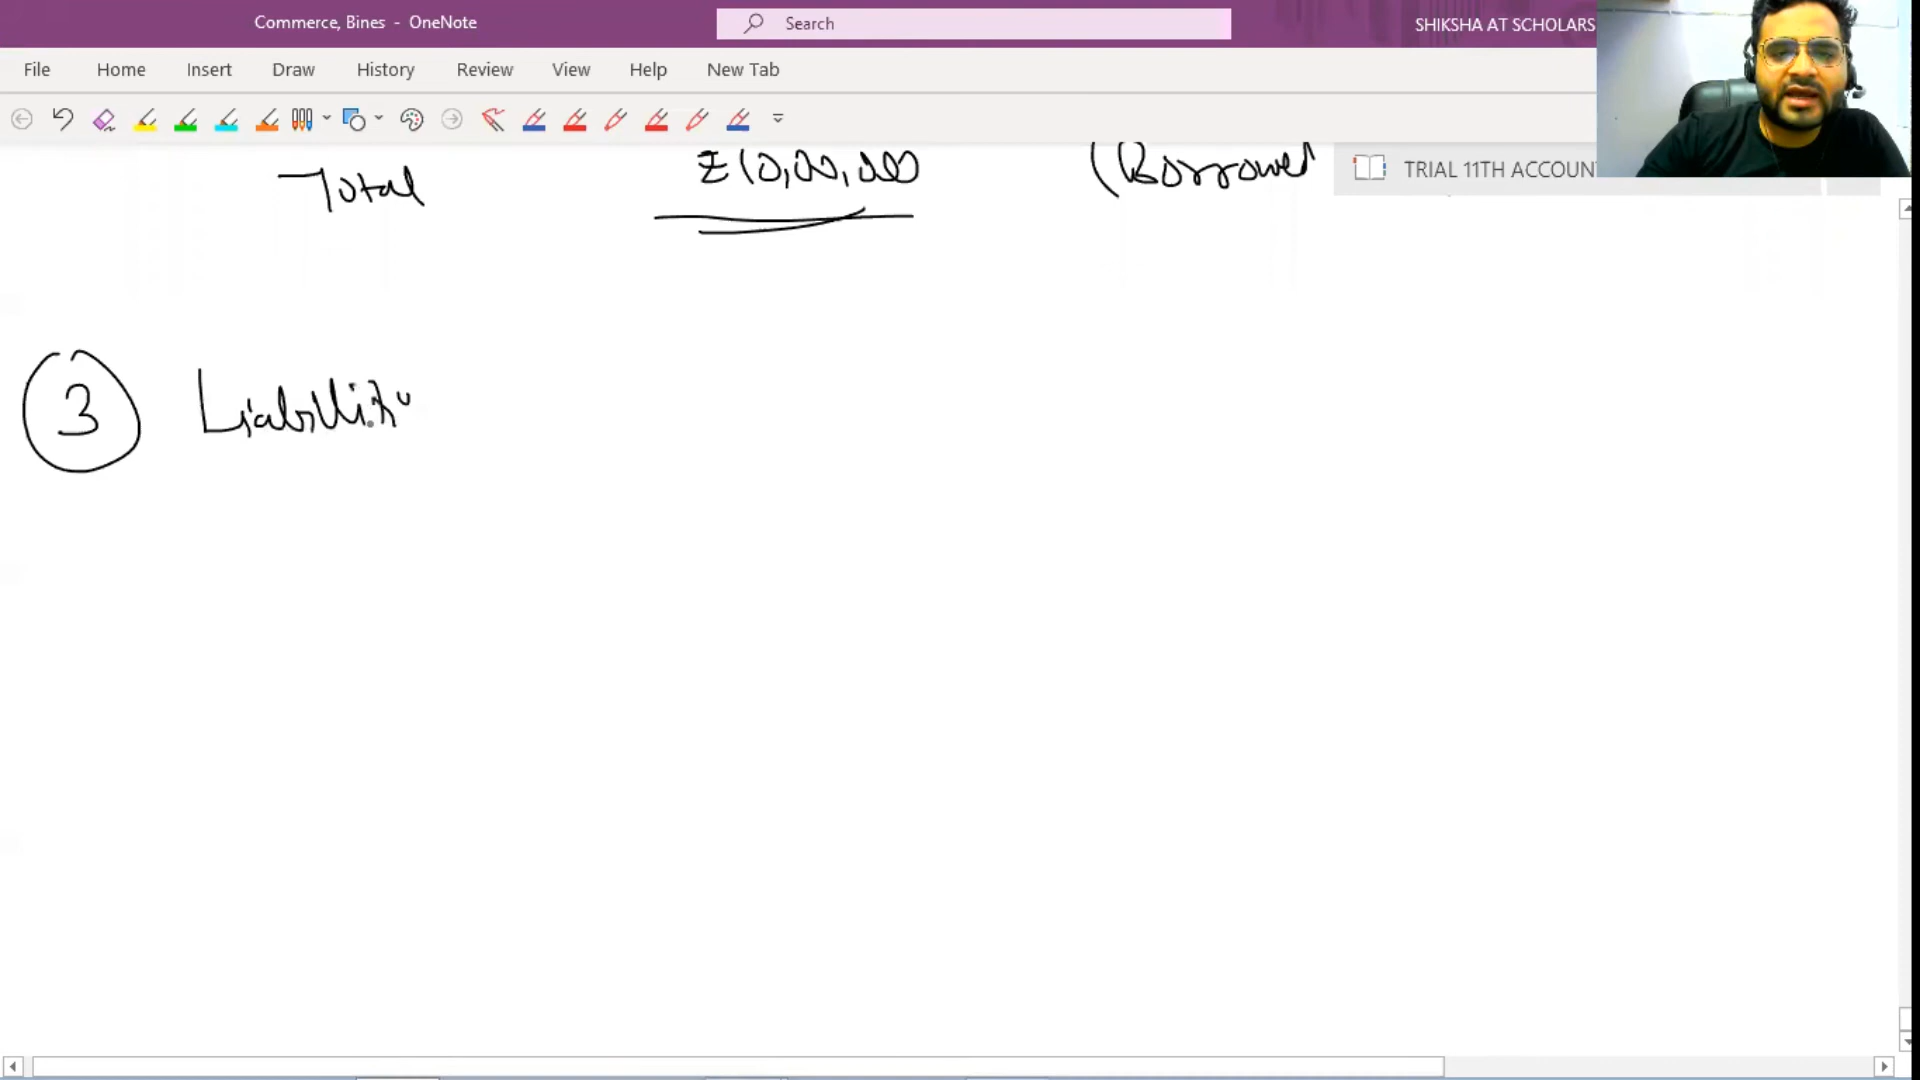 Commerce, Bines - OneNote
Search
SHIKSHA AT SCHOLARS
File Home Insert Draw History Review View Help New Tab
TRIAL 11TH ACCOUN
Total ₹10,00,000 (Borrowed
3 Liability